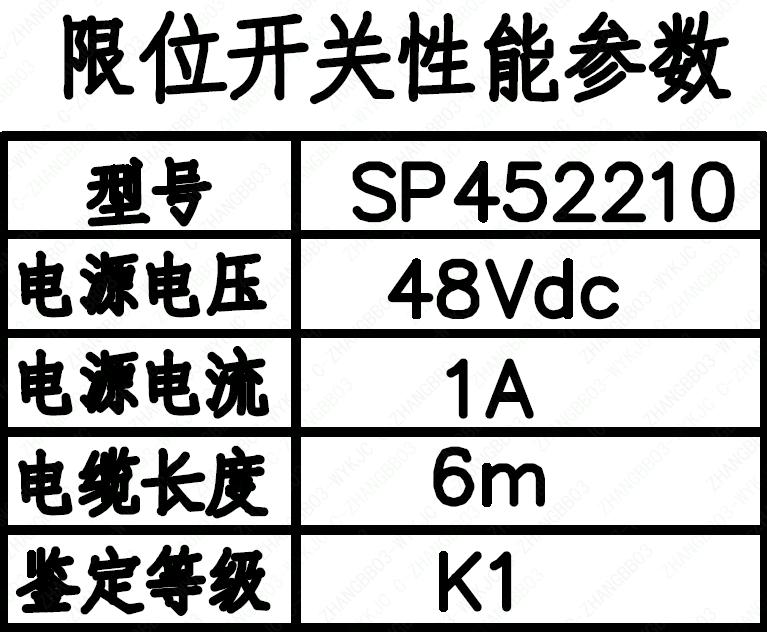 限位开关性能参数
型号 SP452210
电源电压 48Vdc
电源电流 1A
电缆长度 6m
鉴定等级 K1